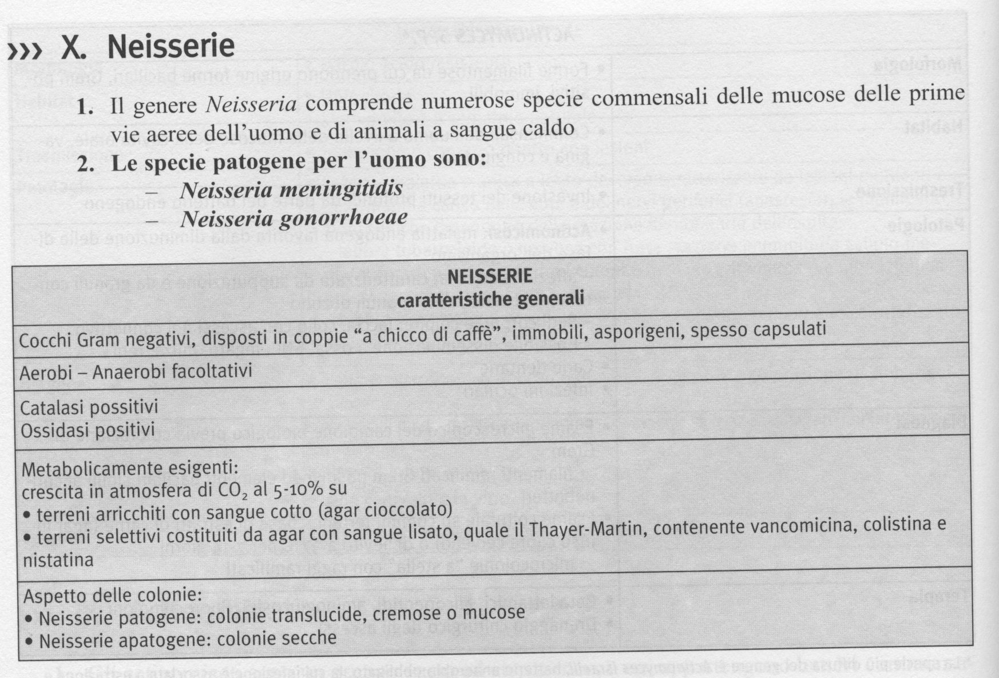 ››› X. Neisserie
1. Il genere Neisseria comprende numerose specie commensali delle mucose delle prime
vie aeree dell'uomo e di animali a sangue caldo
2. Le specie patogene per l'uomo sono:
– Neisseria meningitidis
– Neisseria gonorrhoeae
NEISSERIE
caratteristiche generali
Cocchi Gram negativi, disposti in coppie “a chicco di caffè”, immobili, asporigeni, spesso capsulati
Aerobi – Anaerobi facoltativi
Catalasi possitivi
Ossidasi positivi
Metabolicamente esigenti:
crescita in atmosfera di CO₂ al 5-10% su
• terreni arricchiti con sangue cotto (agar cioccolato)
• terreni selettivi costituiti da agar con sangue lisato, quale il Thayer-Martin, contenente vancomicina, colistina e
nistatina
Aspetto delle colonie:
• Neisserie patogene: colonie translucide, cremose o mucose
• Neisserie apatogene: colonie secche